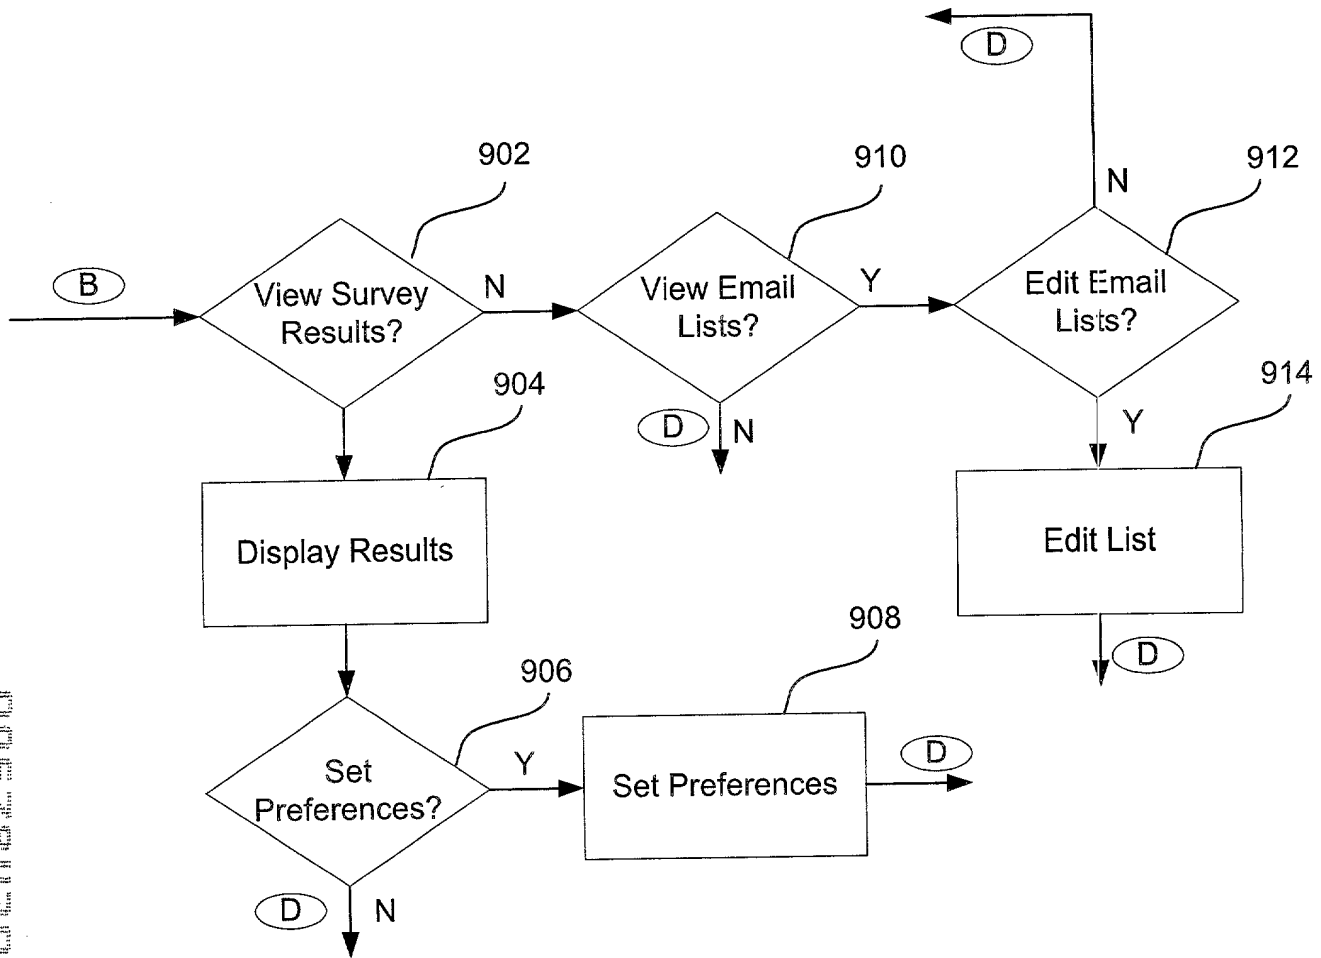 D
902
910
912
N
B
View Survey
Results?
N
View Email
Lists?
Y
Edit Email
Lists?
904
D
N
Y
914
Display Results
Edit List
D
906
908
Set
Preferences?
Y
Set Preferences
D
D
N